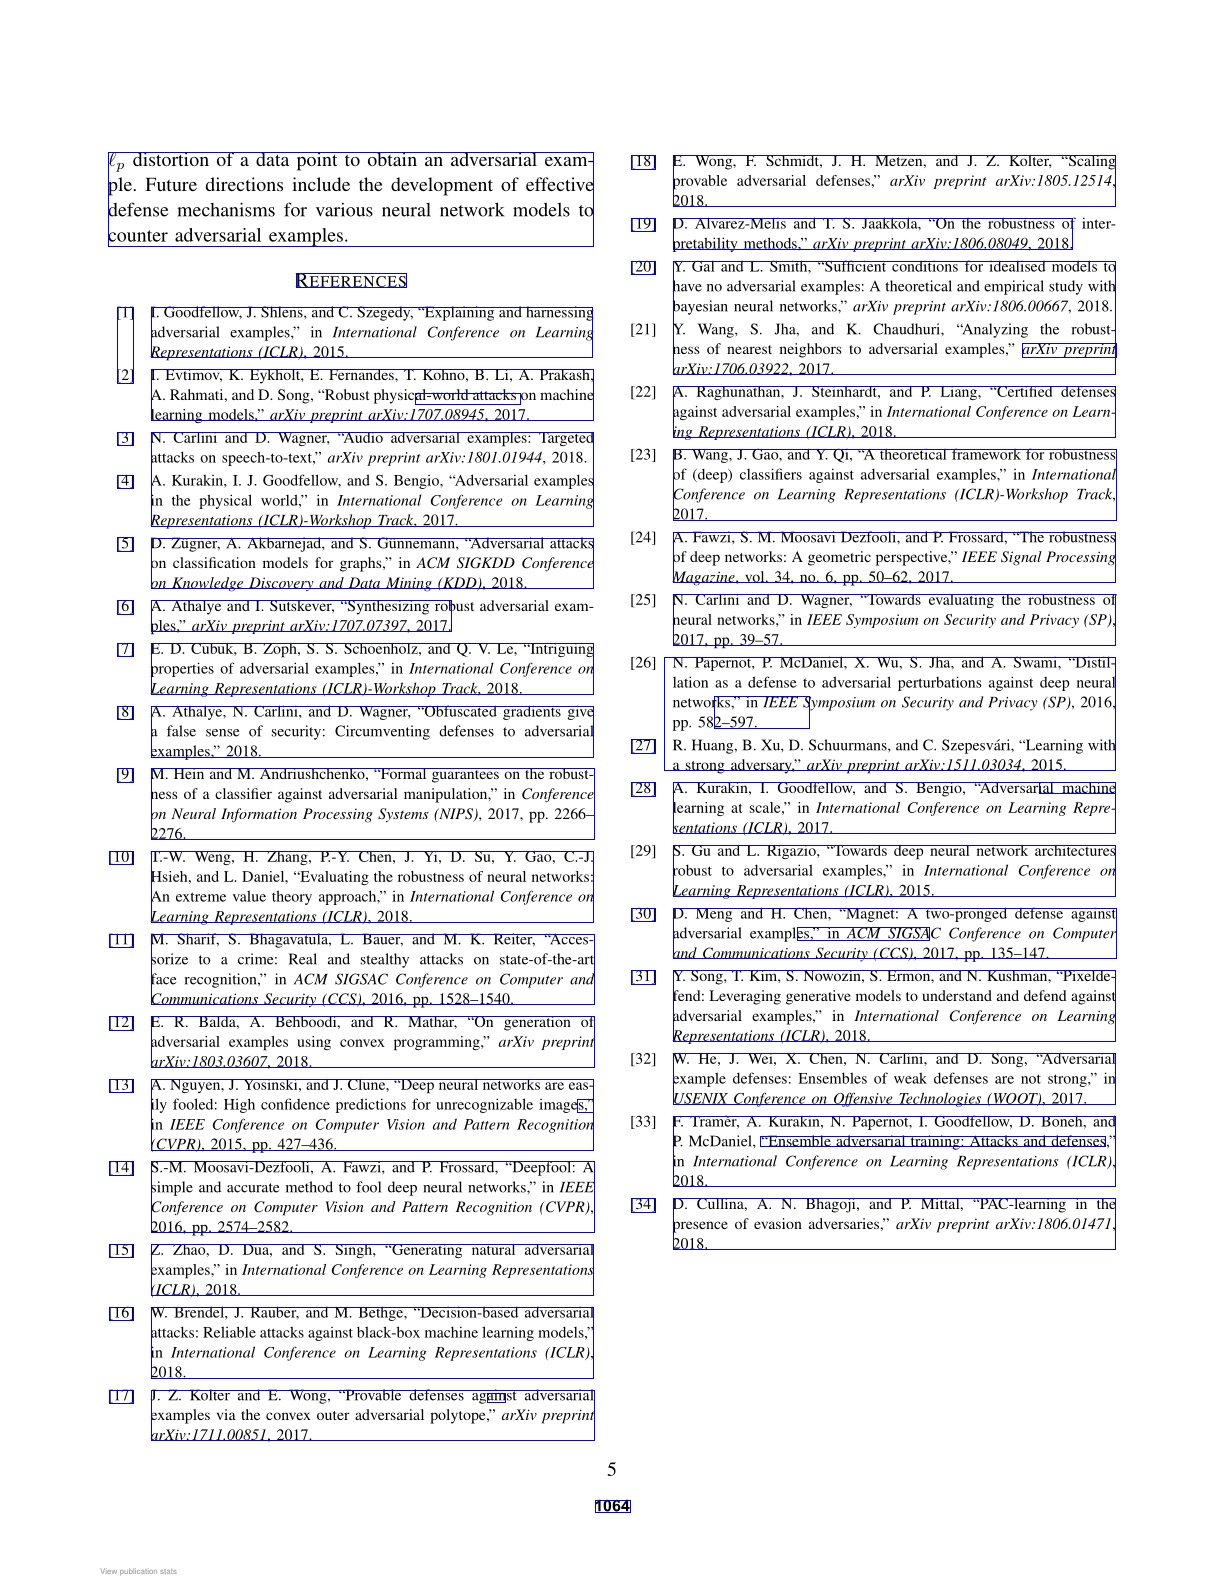 ℓp distortion of a data point to obtain an adversarial exam-
ple. Future directions include the development of effective
defense mechanisms for various neural network models to
counter adversarial examples.
REFERENCES
[1] I. Goodfellow, J. Shlens, and C. Szegedy, “Explaining and harnessing
adversarial examples,” in International Conference on Learning
Representations (ICLR), 2015.
[2] I. Evtimov, K. Eykholt, E. Fernandes, T. Kohno, B. Li, A. Prakash,
A. Rahmati, and D. Song, “Robust physical-world attacks on machine
learning models,” arXiv preprint arXiv:1707.08945, 2017.
[3] N. Carlini and D. Wagner, “Audio adversarial examples: Targeted
attacks on speech-to-text,” arXiv preprint arXiv:1801.01944, 2018.
[4] A. Kurakin, I. J. Goodfellow, and S. Bengio, “Adversarial examples
in the physical world,” in International Conference on Learning
Representations (ICLR)-Workshop Track, 2017.
[5] D. Zügner, A. Akbarnejad, and S. Günnemann, “Adversarial attacks
on classification models for graphs,” in ACM SIGKDD Conference
on Knowledge Discovery and Data Mining (KDD), 2018.
[6] A. Athalye and I. Sutskever, “Synthesizing robust adversarial exam-
ples,” arXiv preprint arXiv:1707.07397, 2017.
[7] E. D. Cubuk, B. Zoph, S. S. Schoenholz, and Q. V. Le, “Intriguing
properties of adversarial examples,” in International Conference on
Learning Representations (ICLR)-Workshop Track, 2018.
[8] A. Athalye, N. Carlini, and D. Wagner, “Obfuscated gradients give
a false sense of security: Circumventing defenses to adversarial
examples,” 2018.
[9] M. Hein and M. Andriushchenko, “Formal guarantees on the robust-
ness of a classifier against adversarial manipulation,” in Conference
on Neural Information Processing Systems (NIPS), 2017, pp. 2266–
2276.
[10] T.-W. Weng, H. Zhang, P.-Y. Chen, J. Yi, D. Su, Y. Gao, C.-J.
Hsieh, and L. Daniel, “Evaluating the robustness of neural networks:
An extreme value theory approach,” in International Conference on
Learning Representations (ICLR), 2018.
[11] M. Sharif, S. Bhagavatula, L. Bauer, and M. K. Reiter, “Acces-
sorize to a crime: Real and stealthy attacks on state-of-the-art
face recognition,” in ACM SIGSAC Conference on Computer and
Communications Security (CCS), 2016, pp. 1528–1540.
[12] E. R. Balda, A. Behboodi, and R. Mathar, “On generation of
adversarial examples using convex programming,” arXiv preprint
arXiv:1803.03607, 2018.
[13] A. Nguyen, J. Yosinski, and J. Clune, “Deep neural networks are eas-
ily fooled: High confidence predictions for unrecognizable images,”
in IEEE Conference on Computer Vision and Pattern Recognition
(CVPR), 2015, pp. 427–436.
[14] S.-M. Moosavi-Dezfooli, A. Fawzi, and P. Frossard, “Deepfool: A
simple and accurate method to fool deep neural networks,” in IEEE
Conference on Computer Vision and Pattern Recognition (CVPR),
2016, pp. 2574–2582.
[15] Z. Zhao, D. Dua, and S. Singh, “Generating natural adversarial
examples,” in International Conference on Learning Representations
(ICLR), 2018.
[16] W. Brendel, J. Rauber, and M. Bethge, “Decision-based adversarial
attacks: Reliable attacks against black-box machine learning models,”
in International Conference on Learning Representations (ICLR),
2018.
[17] J. Z. Kolter and E. Wong, “Provable defenses against adversarial
examples via the convex outer adversarial polytope,” arXiv preprint
arXiv:1711.00851, 2017.
[18] E. Wong, F. Schmidt, J. H. Metzen, and J. Z. Kolter, “Scaling
provable adversarial defenses,” arXiv preprint arXiv:1805.12514,
2018.
[19] D. Alvarez-Melis and T. S. Jaakkola, “On the robustness of inter-
pretability methods,” arXiv preprint arXiv:1806.08049, 2018.
[20] Y. Gal and L. Smith, “Sufficient conditions for idealised models to
have no adversarial examples: A theoretical and empirical study with
bayesian neural networks,” arXiv preprint arXiv:1806.00667, 2018.
[21] Y. Wang, S. Jha, and K. Chaudhuri, “Analyzing the robust-
ness of nearest neighbors to adversarial examples,” arXiv preprint
arXiv:1706.03922, 2017.
[22] A. Raghunathan, J. Steinhardt, and P. Liang, “Certified defenses
against adversarial examples,” in International Conference on Learn-
ing Representations (ICLR), 2018.
[23] B. Wang, J. Gao, and Y. Qi, “A theoretical framework for robustness
of (deep) classifiers against adversarial examples,” in International
Conference on Learning Representations (ICLR)-Workshop Track,
2017.
[24] A. Fawzi, S. M. Moosavi Dezfooli, and P. Frossard, “The robustness
of deep networks: A geometric perspective,” IEEE Signal Processing
Magazine, vol. 34, no. 6, pp. 50–62, 2017.
[25] N. Carlini and D. Wagner, “Towards evaluating the robustness of
neural networks,” in IEEE Symposium on Security and Privacy (SP),
2017, pp. 39–57.
[26] N. Papernot, P. McDaniel, X. Wu, S. Jha, and A. Swami, “Distil-
lation as a defense to adversarial perturbations against deep neural
networks,” in IEEE Symposium on Security and Privacy (SP), 2016,
pp. 582–597.
[27] R. Huang, B. Xu, D. Schuurmans, and C. Szepesvári, “Learning with
a strong adversary,” arXiv preprint arXiv:1511.03034, 2015.
[28] A. Kurakin, I. Goodfellow, and S. Bengio, “Adversarial machine
learning at scale,” in International Conference on Learning Repre-
sentations (ICLR), 2017.
[29] S. Gu and L. Rigazio, “Towards deep neural network architectures
robust to adversarial examples,” in International Conference on
Learning Representations (ICLR), 2015.
[30] D. Meng and H. Chen, “Magnet: A two-pronged defense against
adversarial examples,” in ACM SIGSAC Conference on Computer
and Communications Security (CCS), 2017, pp. 135–147.
[31] Y. Song, T. Kim, S. Nowozin, S. Ermon, and N. Kushman, “Pixelde-
fend: Leveraging generative models to understand and defend against
adversarial examples,” in International Conference on Learning
Representations (ICLR), 2018.
[32] W. He, J. Wei, X. Chen, N. Carlini, and D. Song, “Adversarial
example defenses: Ensembles of weak defenses are not strong,” in
USENIX Conference on Offensive Technologies (WOOT), 2017.
[33] F. Tramèr, A. Kurakin, N. Papernot, I. Goodfellow, D. Boneh, and
P. McDaniel, “Ensemble adversarial training: Attacks and defenses,”
in International Conference on Learning Representations (ICLR),
2018.
[34] D. Cullina, A. N. Bhagoji, and P. Mittal, “PAC-learning in the
presence of evasion adversaries,” arXiv preprint arXiv:1806.01471,
2018.
5
1064
View publication stats